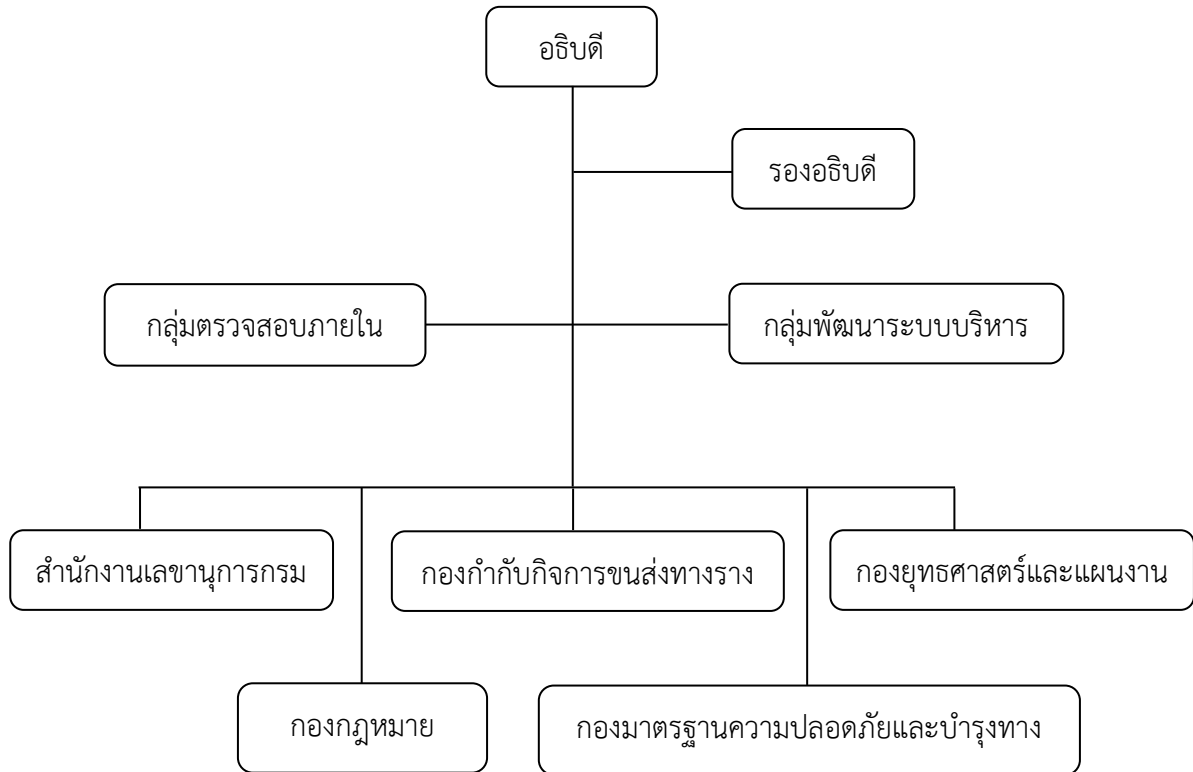 อธิบดี
รองอธิบดี
กลุ่มตรวจสอบภายใน
กลุ่มพัฒนาระบบบริหาร
สำนักงานเลขานุการกรม
กองกำกับกิจการขนส่งทางราง
กองยุทธศาสตร์และแผนงาน
กองกฎหมาย
กองมาตรฐานความปลอดภัยและบำรุงทาง